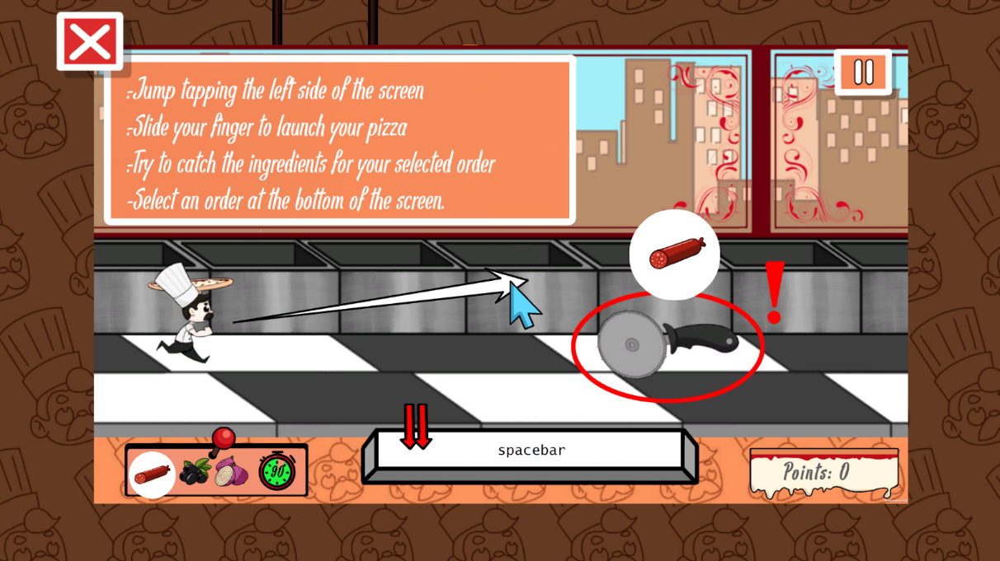 -Jump tapping the left side of the screen
-Slide your finger to launch your pizza
-Try to catch the ingredients for your selected order
-Select an order at the bottom of the screen.
90
spacebar
Points: 0